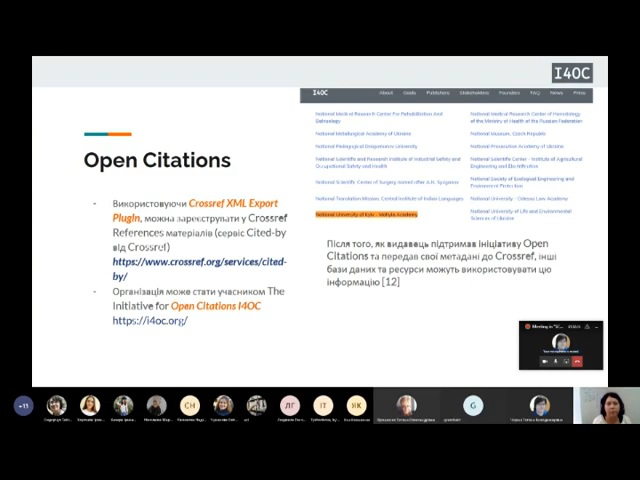 I4OC
I4OC
About Goals Publishers Stakeholders Founders FAQ News Press
National Medical Research Center For Rehabilitation And
Balneology
National Medical Research Center of Hematology
of the Ministry of Health of the Russian Federation
National Metallurgical Academy of Ukraine
National Museum, Czech Republic
National Pedagogical Dragomanov University
National Prosecution Academy of Ukraine
National Scientific and Research Institute of Industrial Safety and
Occupational Safety and Health
National Scientific Center - Institute of Agricultural
Engineering and Electrification
National Scientific Center of Surgery named after A.N. Syzganov
National Society of Ecological Engineering and
Environment Protection
National Translation Mission, Central Institute of Indian Languages
National University - Odessa Law Academy
National University of Kyiv - Mohyla Academy
National University of Life and Environmental
Sciences of Ukraine
Open Citations
- Використовуючи Crossref XML Export
Plugin, можна зареєструвати у Crossref
References матеріалів (сервіс Cited-by
від Crossref)
https://www.crossref.org/services/cited-
by/
- Організація може стати учасником The
Initiative for Open Citations I4OC
https://i4oc.org/
Після того, як видавець підтримав ініціативу Open
Citations та передав свої метадані до Crossref, інші
бази даних та ресурси можуть використовувати цю
інформацію [12]
+11
CH
ЛГ
ІТ
ЯК
G